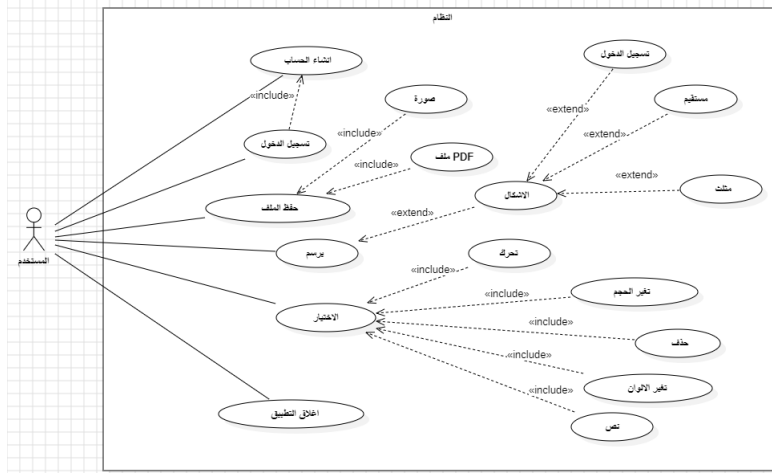 النظام
انشاء الحساب
تسجيل الدخول
«include»
صورة
مستقيم
«extend»
«include»
تسجيل الدخول
«extend»
ملف PDF
«include»
«extend»
مثلث
الاشكال
حفظ الملف
«extend»
المستخدم
يرسم
تحرك
«include»
تغير الحجم
«include»
الاختيار
«include»
حذف
«include»
تغير الالوان
«include»
اغلاق التطبيق
نص